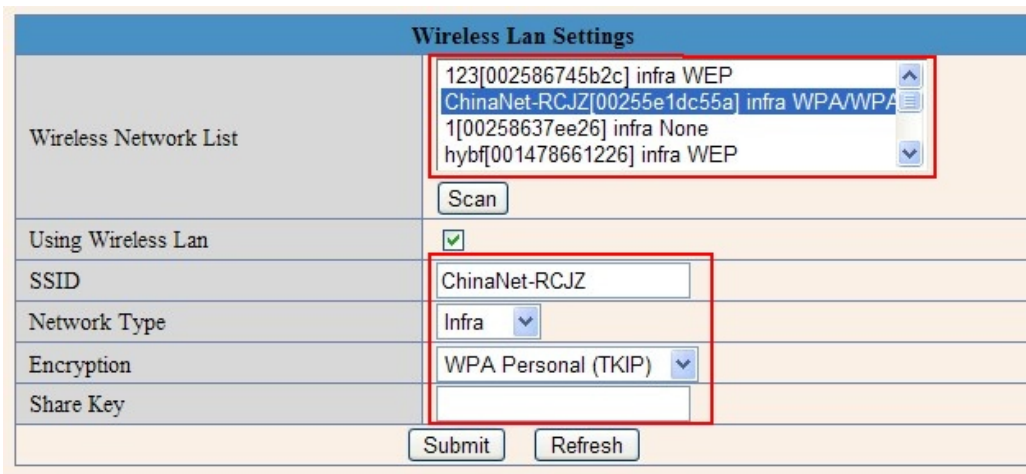 Wireless Lan Settings
Wireless Network List
123[002586745b2c] infra WEP
ChinaNet-RCJZ[00255e1dc55a] infra WPA/WPA
1[00258637ee26] infra None
hybf[001478661226] infra WEP
Scan
Using Wireless Lan
SSID
ChinaNet-RCJZ
Network Type
Infra
Encryption
WPA Personal (TKIP)
Share Key
Submit Refresh